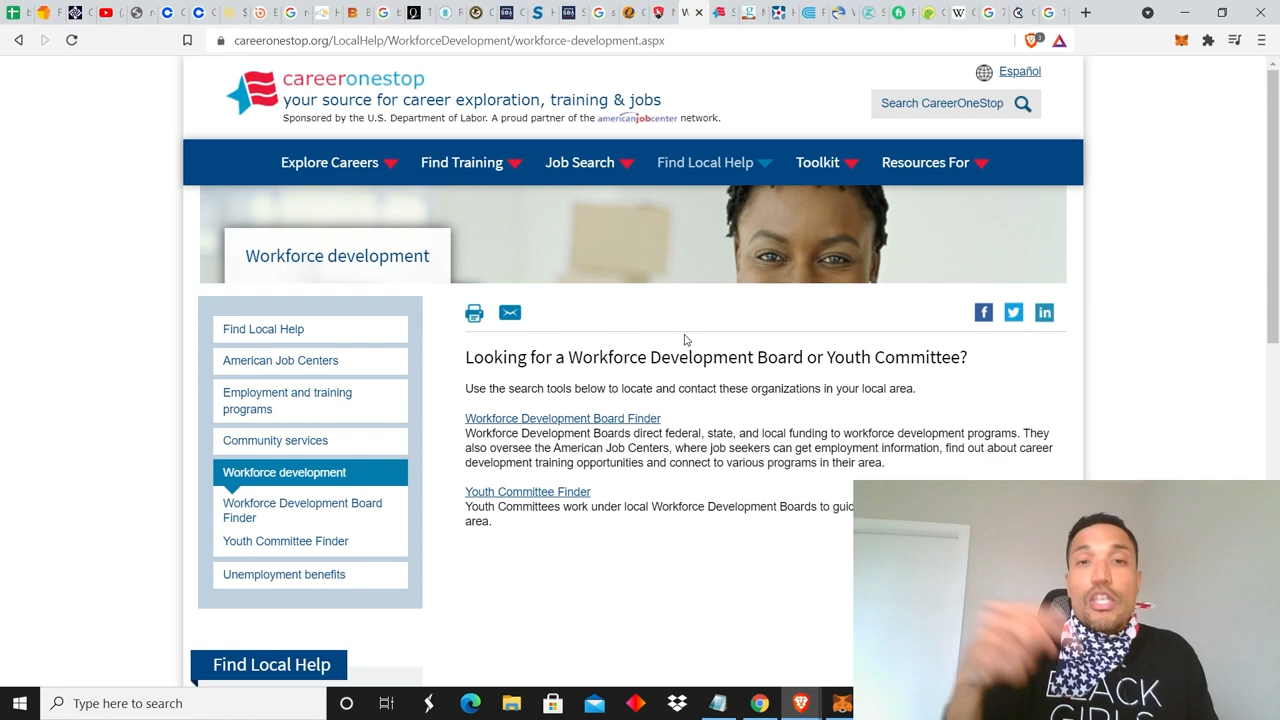 careeronestop.org/LocalHelp/WorkforceDevelopment/workforce-development.aspx
3
careeronestop
your source for career exploration, training & jobs
Sponsored by the U.S. Department of Labor. A proud partner of the americanjobcenter network.
Español
Search CareerOneStop
Explore Careers
Find Training
Job Search
Find Local Help
Toolkit
Resources For
Workforce development
Find Local Help
American Job Centers
Employment and training
programs
Community services
Workforce development
Workforce Development Board
Finder
Youth Committee Finder
Unemployment benefits
Find Local Help
Looking for a Workforce Development Board or Youth Committee?
Use the search tools below to locate and contact these organizations in your local area.
Workforce Development Board Finder
Workforce Development Boards direct federal, state, and local funding to workforce development programs. They
also oversee the American Job Centers, where job seekers can get employment information, find out about career
development training opportunities and connect to various programs in their area.
Youth Committee Finder
Youth Committees work under local Workforce Development Boards to guid
area.
BLACK
GIRLS
Type here to search